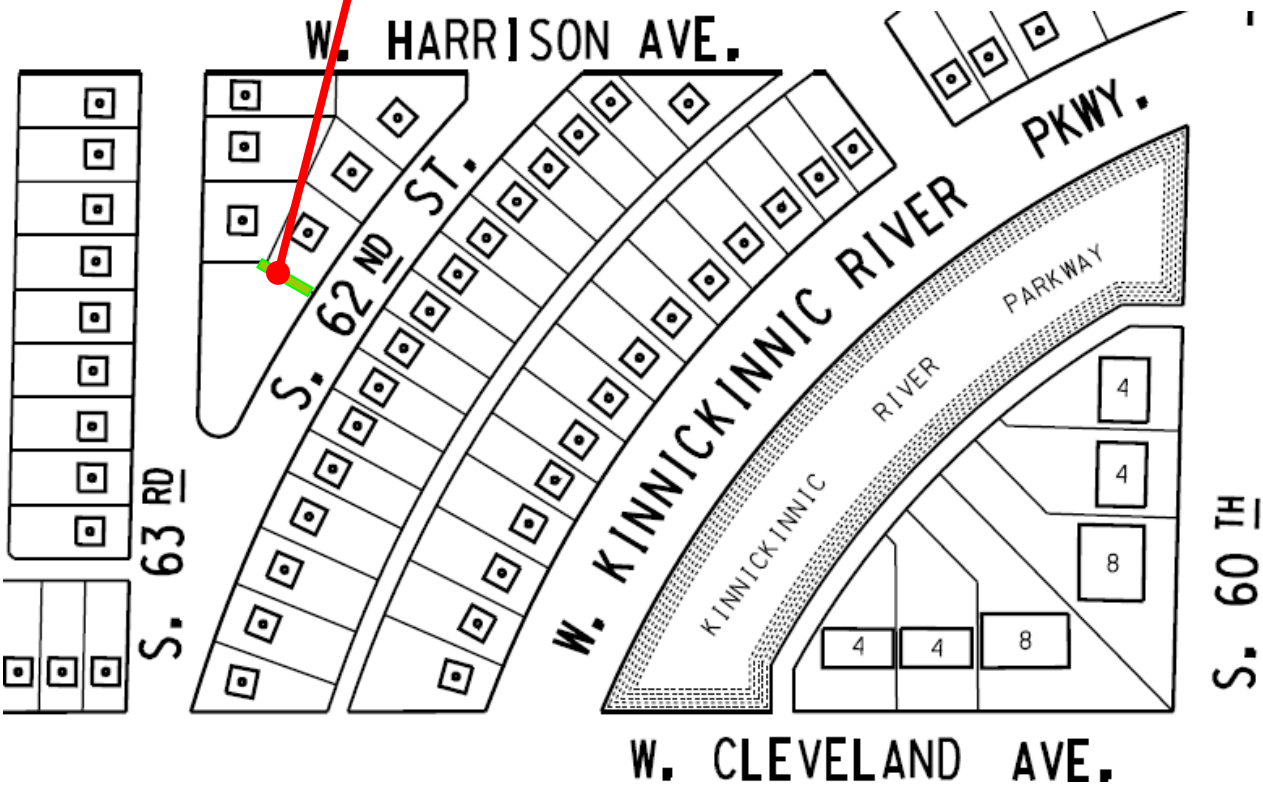 W. HARRISON AVE.
PKWY.
S. 62 ND ST.
W. KINNICKINNIC RIVER
PARKWAY
RIVER
KINNICKINNIC
4
4
8
4
4
8
S. 63 RD
S. 60 TH
W. CLEVELAND AVE.